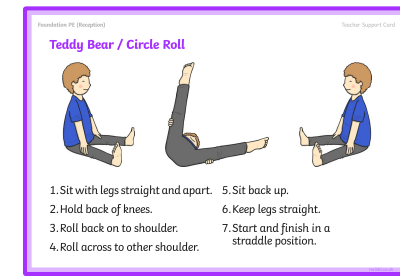 Foundation PE (Reception)
Teacher Support Card
Teddy Bear / Circle Roll
1. Sit with legs straight and apart.
2. Hold back of knees.
3. Roll back on to shoulder.
4. Roll across to other shoulder.
5. Sit back up.
6. Keep legs straight.
7. Start and finish in a
straddle position.